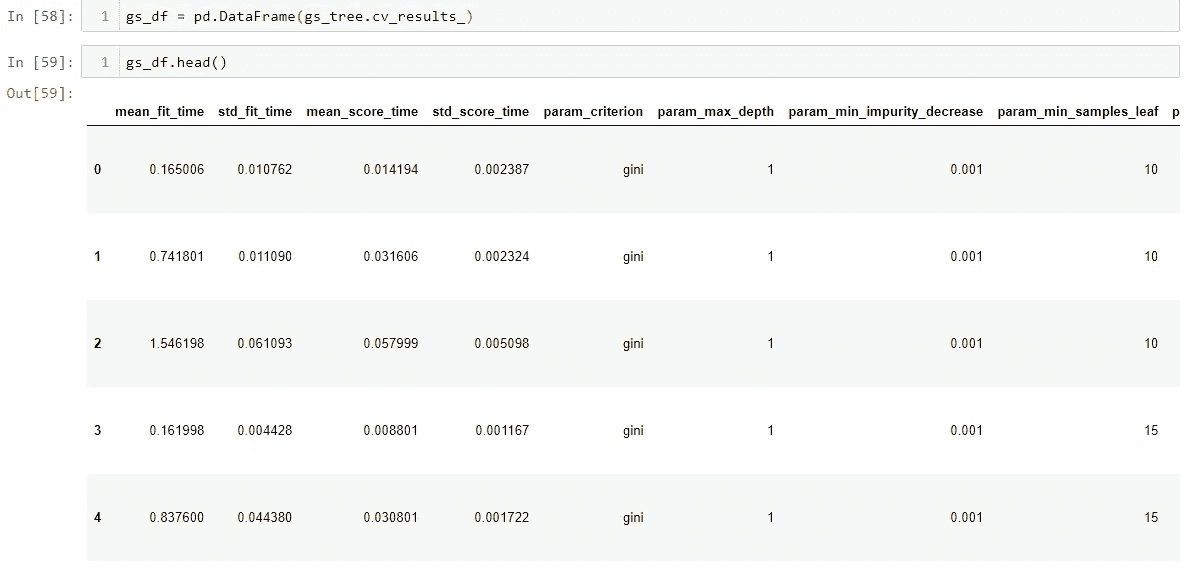 In [58]: 1 gs_df = pd.DataFrame(gs_tree.cv_results_)
In [59]: 1 gs_df.head()
Out[59]:
mean_fit_time std_fit_time mean_score_time std_score_time param_criterion param_max_depth param_min_impurity_decrease param_min_samples_leaf p
0 0.165006 0.010762 0.014194 0.002387 gini 1 0.001 10
1 0.741801 0.011090 0.031606 0.002324 gini 1 0.001 10
2 1.546198 0.061093 0.057999 0.005098 gini 1 0.001 10
3 0.161998 0.004428 0.008801 0.001167 gini 1 0.001 15
4 0.837600 0.044380 0.030801 0.001722 gini 1 0.001 15